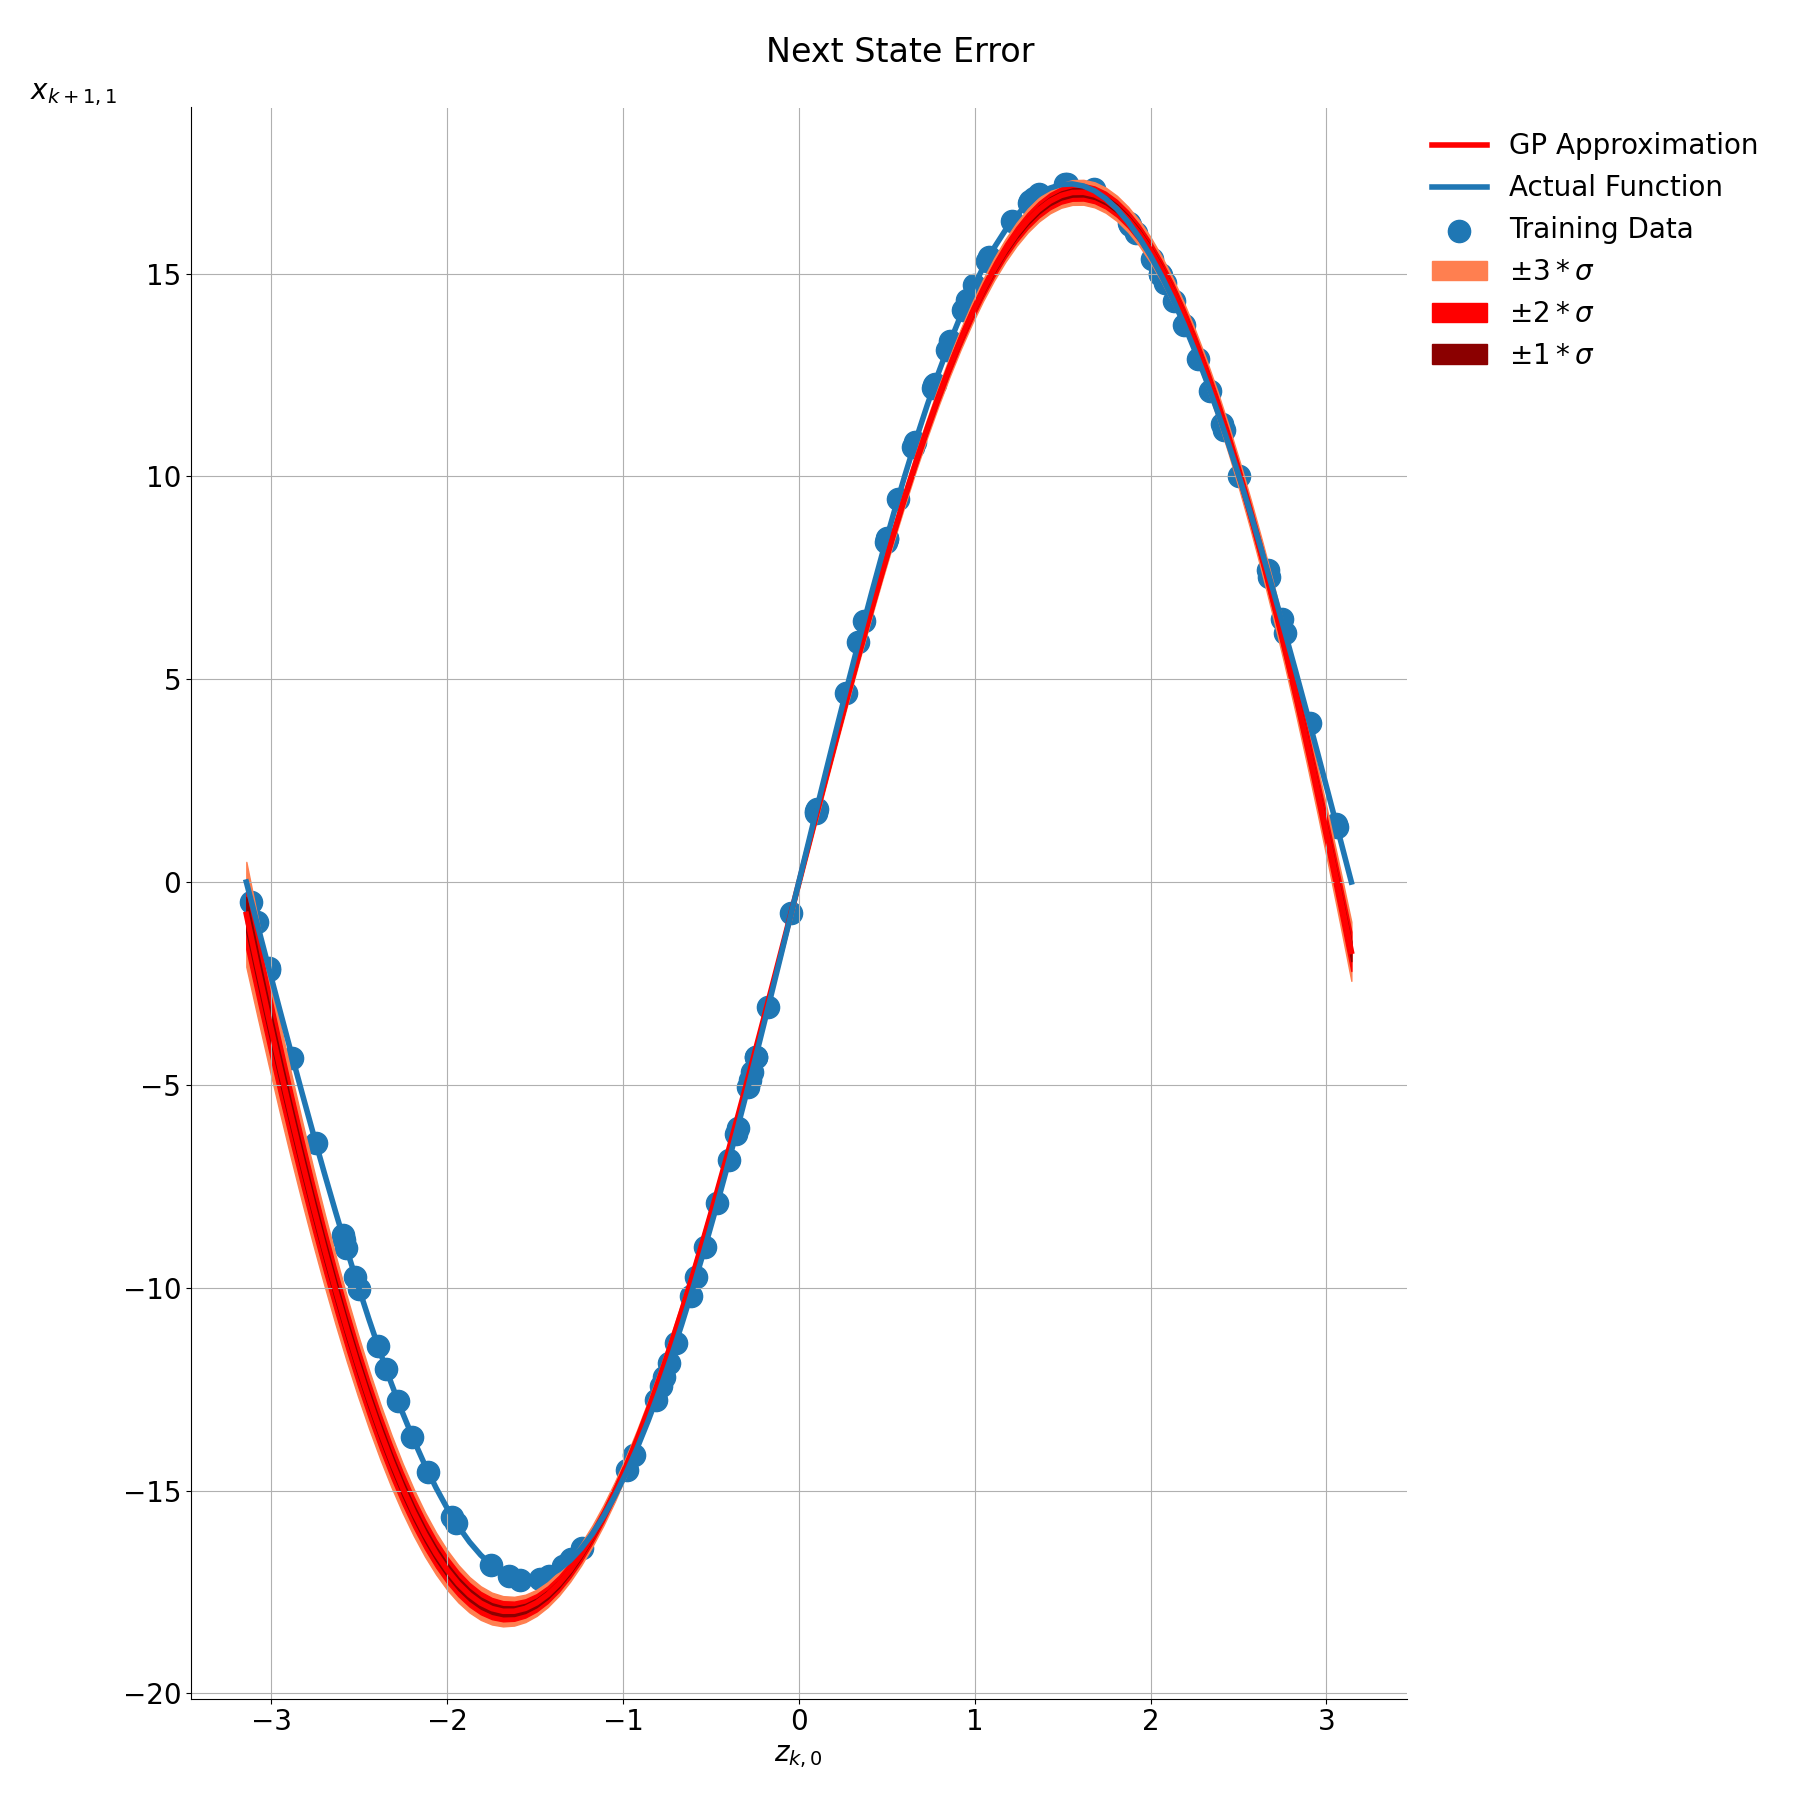 Next State Error
x_{k+1,1}
GP Approximation
Actual Function
Training Data
±3 * σ
±2 * σ
±1 * σ
15
10
5
0
−5
−10
−15
−20
−3 −2 −1 0 1 2 3
z_{k,0}